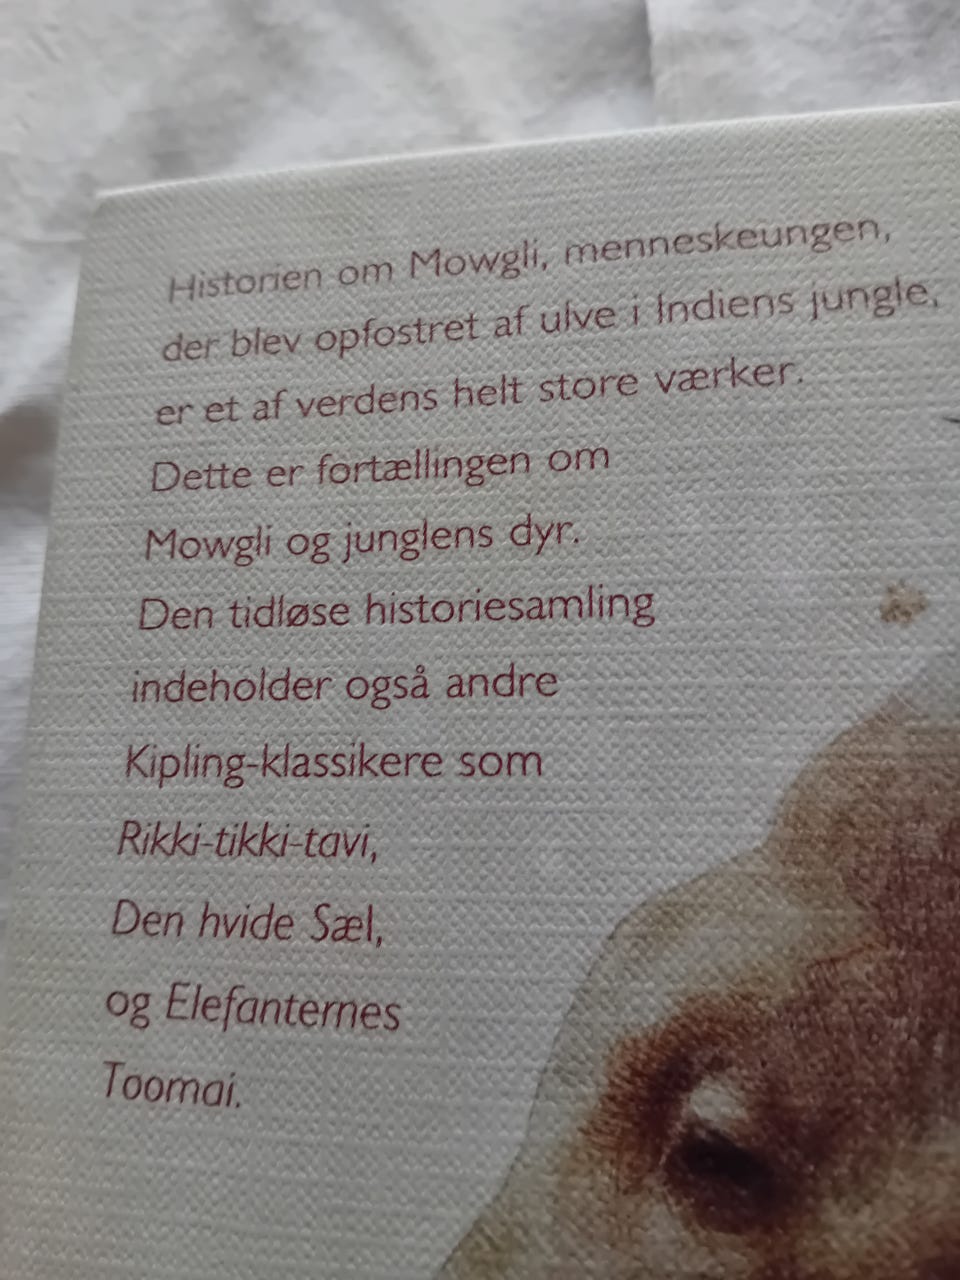 Historien om Mowgli, menneskeungen,
der blev opfostret af ulve i Indiens jungle,
er et af verdens helt store værker.
Dette er fortællingen om
Mowgli og junglens dyr.
Den tidløse historiesamling
indeholder også andre
Kipling-klassikere som
Rikki-tikki-tavi,
Den hvide Sæl,
og Elefanternes
Toomai.